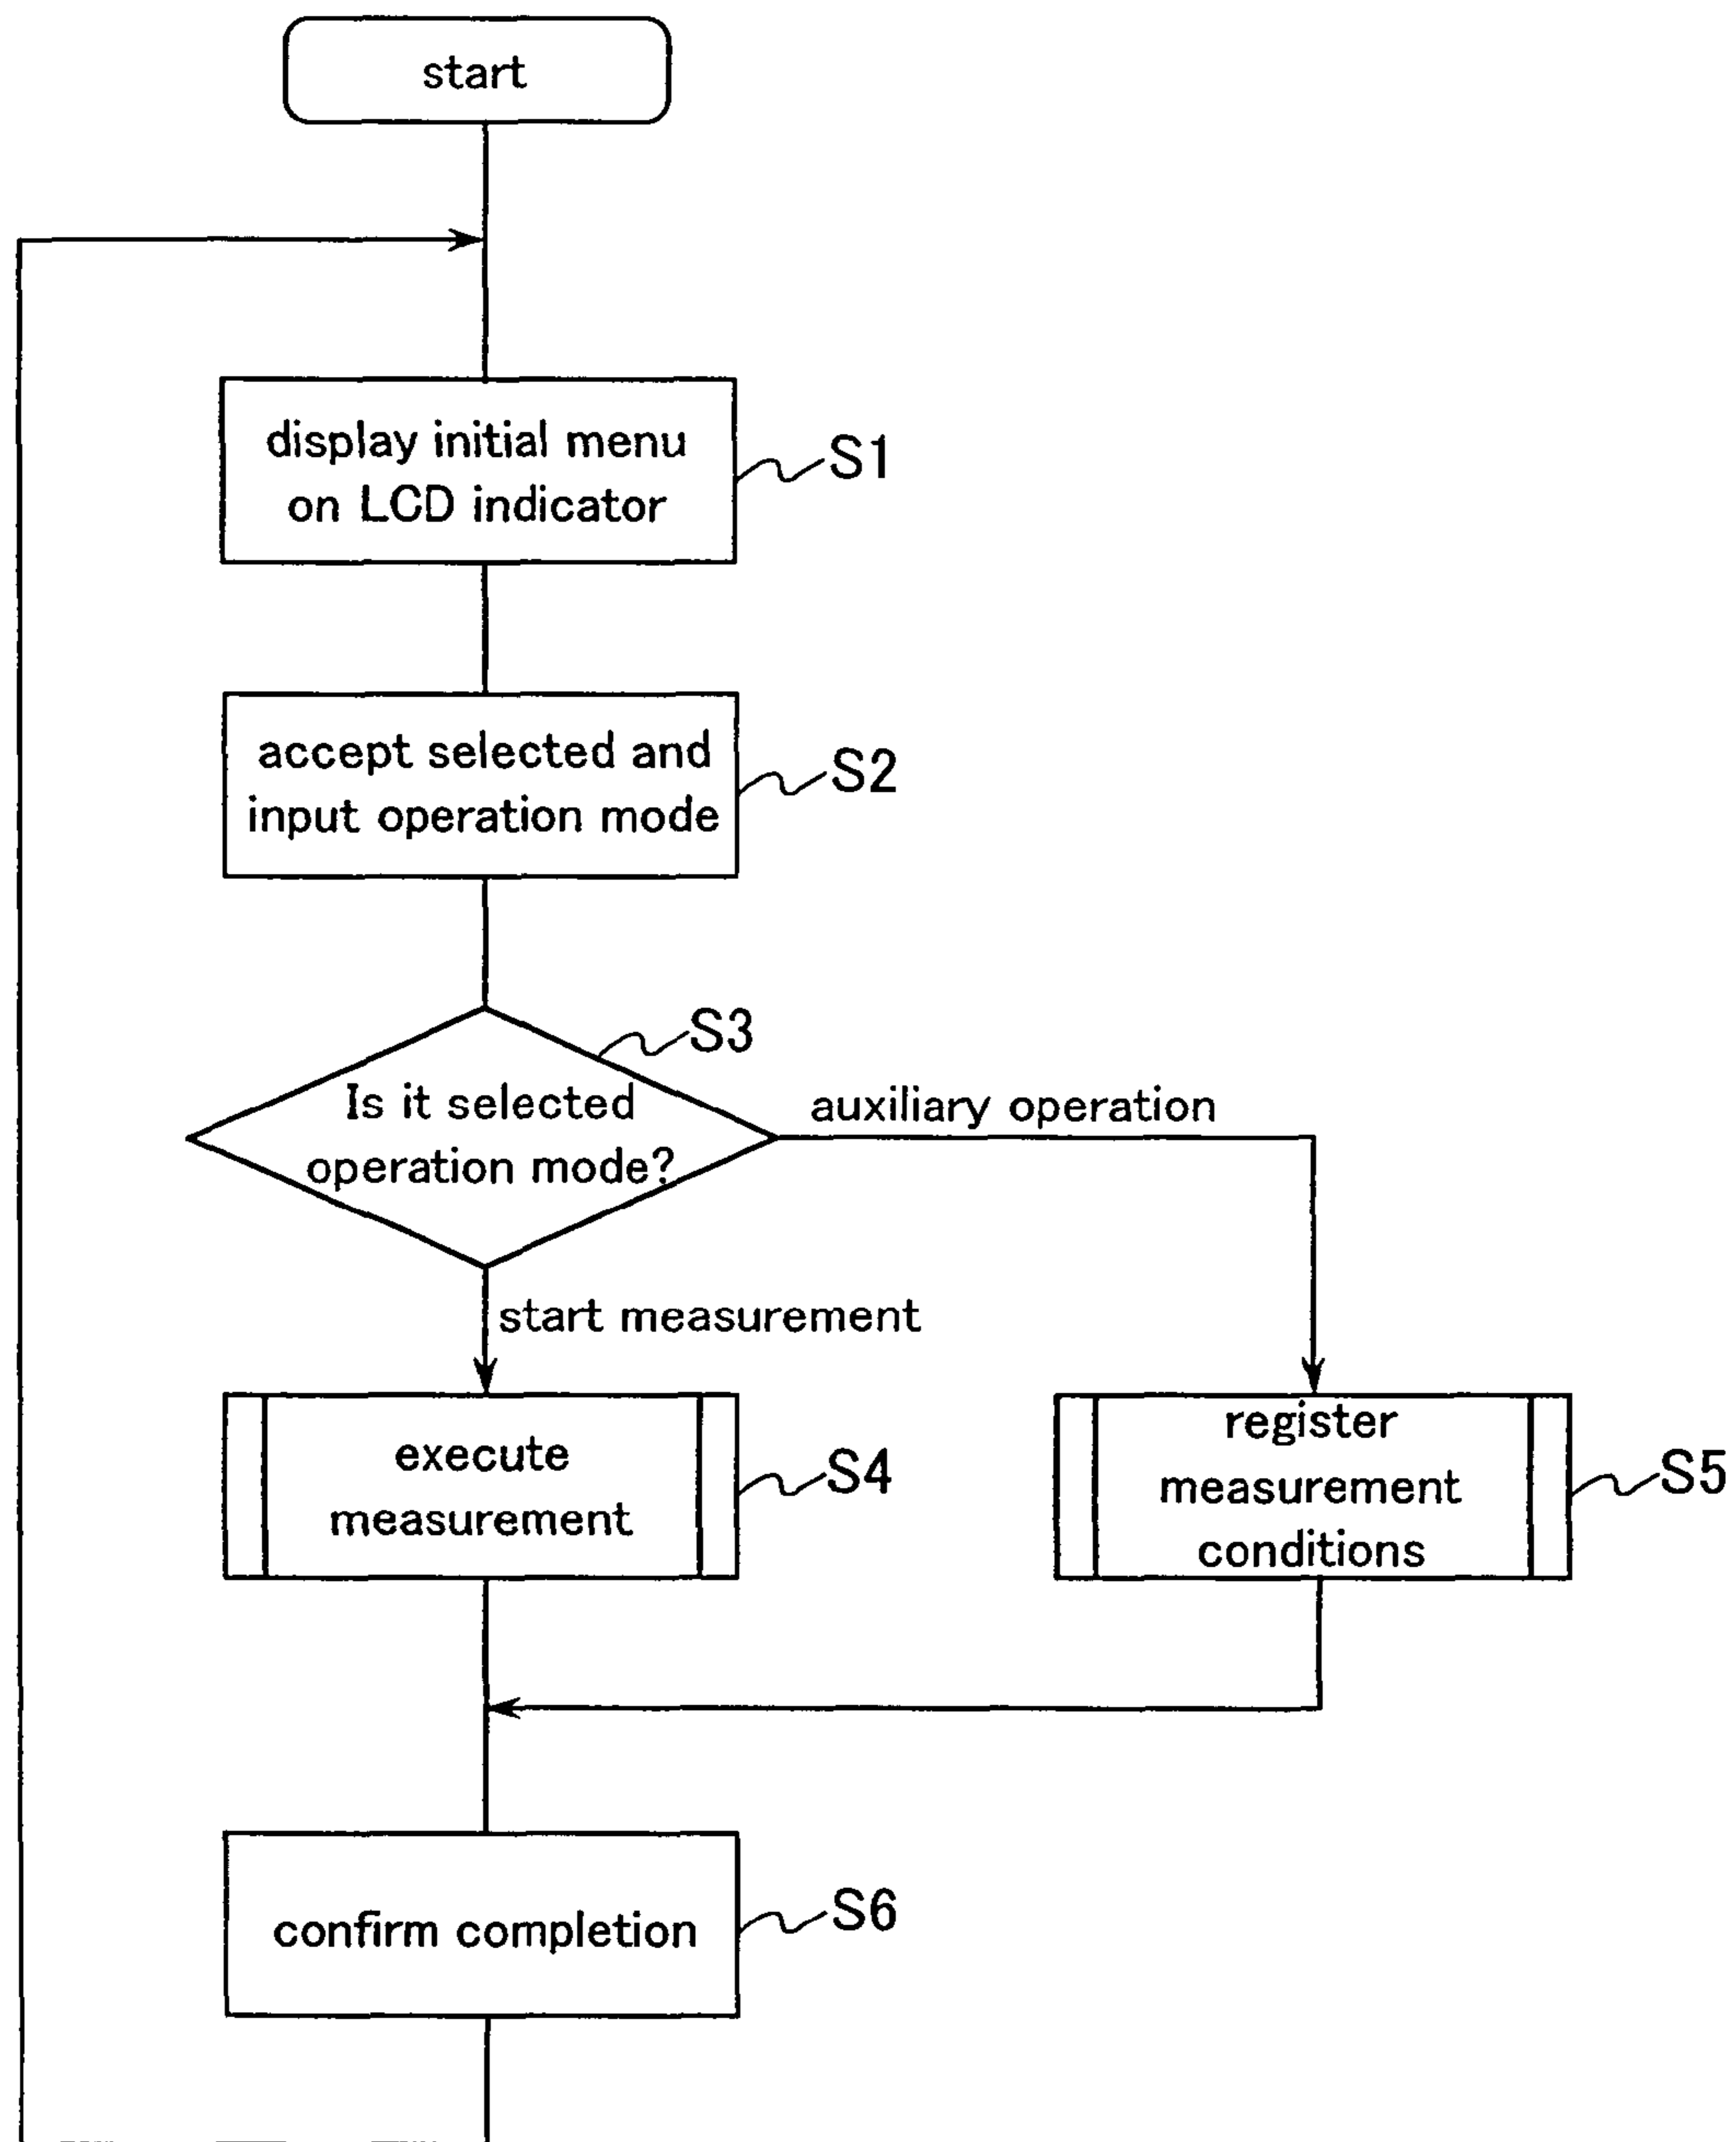 start
display initial menu
on LCD indicator
S1
accept selected and
input operation mode
S2
S3
Is it selected
operation mode?
auxiliary operation
start measurement
execute
measurement
S4
register
measurement
conditions
S5
confirm completion
S6